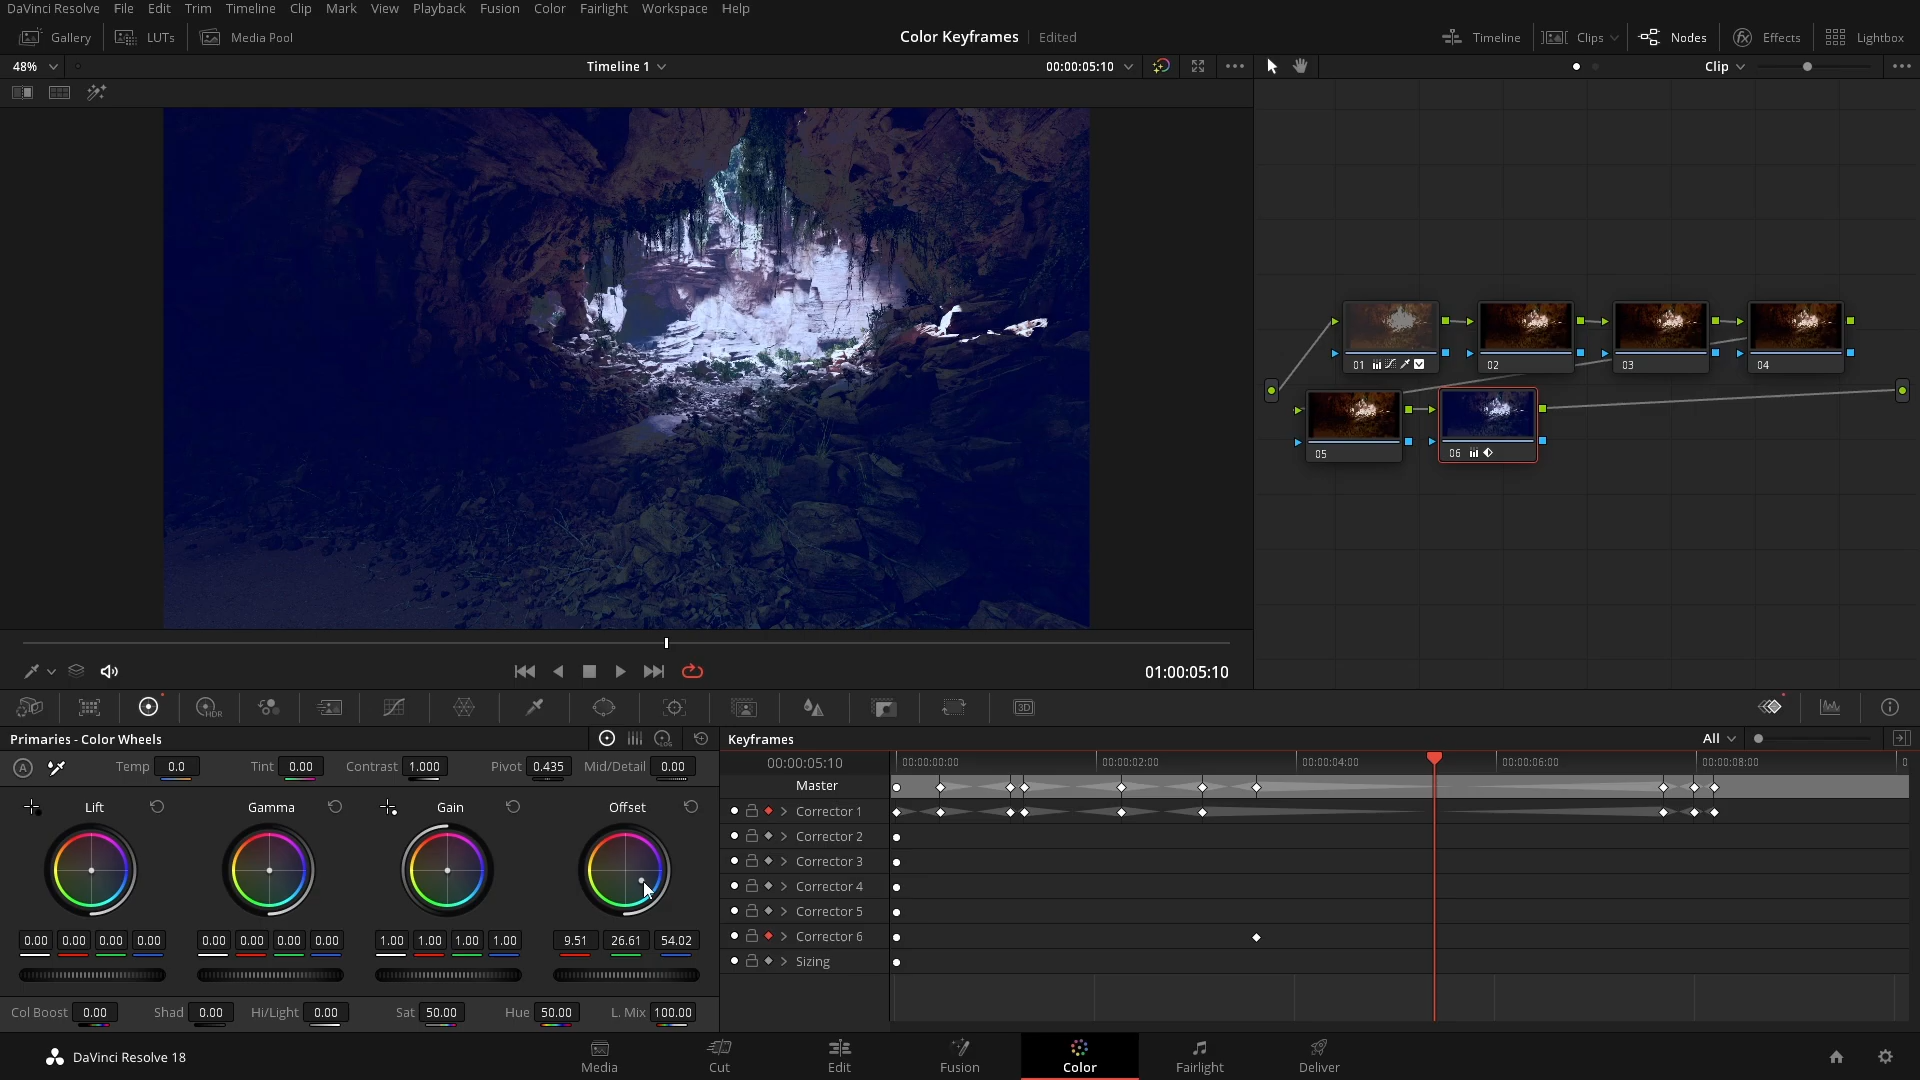 DaVinci Resolve File Edit Trim Timeline Clip Mark View Playback Fusion Color Fairlight Workspace Help
Gallery LUTs Media Pool Color Keyframes Edited Timeline Clips Nodes Effects Lightbox
48% Timeline 1 00:00:05:10 Clip
01 02 03 04
05 06
01:00:05:10
HDR 3D
Primaries - Color Wheels LOG
A Temp 0.0 Tint 0.00 Contrast 1.000 Pivot 0.435 Mid/Detail 0.00
Lift Gamma Gain Offset
0.00 0.00 0.00 0.00 0.00 0.00 0.00 0.00 1.00 1.00 1.00 1.00 9.51 26.61 54.02
Col Boost 0.00 Shad 0.00 Hi/Light 0.00 Sat 50.00 Hue 50.00 L. Mix 100.00
Keyframes All
00:00:05:10 00:00:00:00 00:00:02:00 00:00:04:00 00:00:06:00 00:00:08:00 0
Master
Corrector 1
Corrector 2
Corrector 3
Corrector 4
Corrector 5
Corrector 6
Sizing
DaVinci Resolve 18 Media Cut Edit Fusion Color Fairlight Deliver